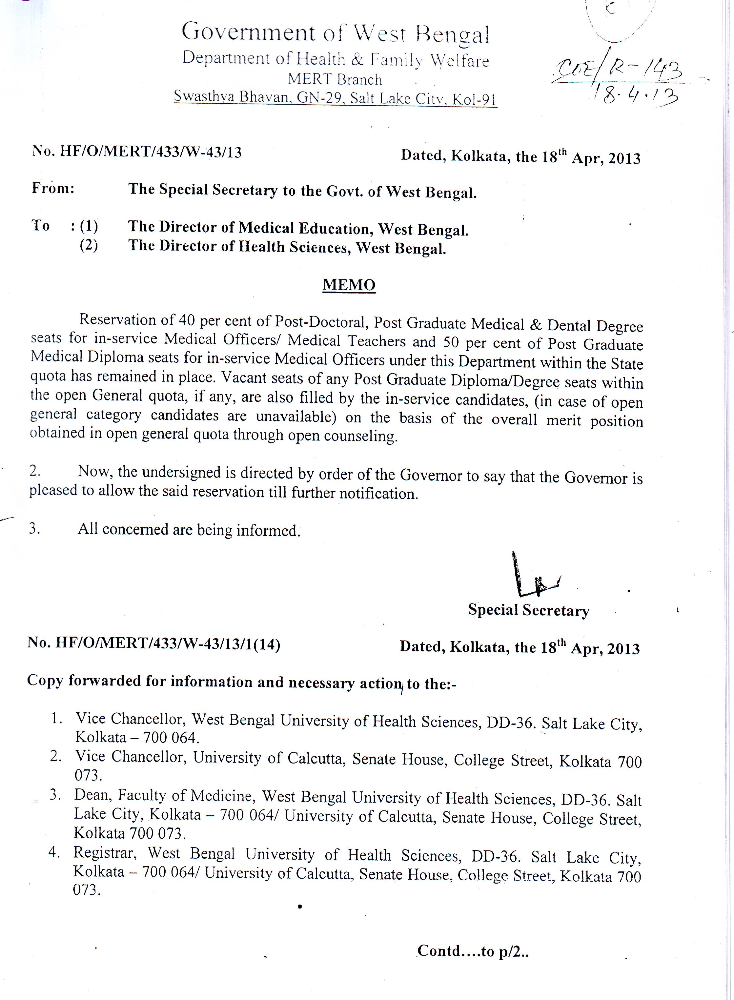 K
Government of West Bengal
Department of Health & Family Welfare
MERT Branch
Swasthya Bhavan, GN-29, Salt Lake City, Kol-91
COE/R-143
18.4.13
No. HF/O/MERT/433/W-43/13 Dated, Kolkata, the 18th Apr, 2013
From: The Special Secretary to the Govt. of West Bengal.
To : (1) The Director of Medical Education, West Bengal.
(2) The Director of Health Sciences, West Bengal.
MEMO
Reservation of 40 per cent of Post-Doctoral, Post Graduate Medical & Dental Degree
seats for in-service Medical Officers/ Medical Teachers and 50 per cent of Post Graduate
Medical Diploma seats for in-service Medical Officers under this Department within the State
quota has remained in place. Vacant seats of any Post Graduate Diploma/Degree seats within
the open General quota, if any, are also filled by the in-service candidates, (in case of open
general category candidates are unavailable) on the basis of the overall merit position
obtained in open general quota through open counseling.
2. Now, the undersigned is directed by order of the Governor to say that the Governor is
pleased to allow the said reservation till further notification.
3. All concerned are being informed.
Special Secretary
No. HF/O/MERT/433/W-43/13/1(14) Dated, Kolkata, the 18th Apr, 2013
Copy forwarded for information and necessary action, to the:-
1. Vice Chancellor, West Bengal University of Health Sciences, DD-36. Salt Lake City,
Kolkata – 700 064.
2. Vice Chancellor, University of Calcutta, Senate House, College Street, Kolkata 700
073.
3. Dean, Faculty of Medicine, West Bengal University of Health Sciences, DD-36. Salt
Lake City, Kolkata – 700 064/ University of Calcutta, Senate House, College Street,
Kolkata 700 073.
4. Registrar, West Bengal University of Health Sciences, DD-36. Salt Lake City,
Kolkata – 700 064/ University of Calcutta, Senate House, College Street, Kolkata 700
073.
Contd....to p/2..